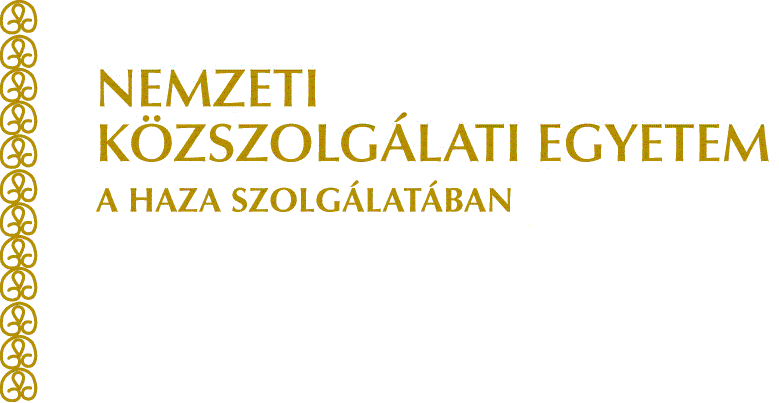 NEMZETI
KÖZSZOLGÁLATI EGYETEM
A HAZA SZOLGÁLATÁBAN